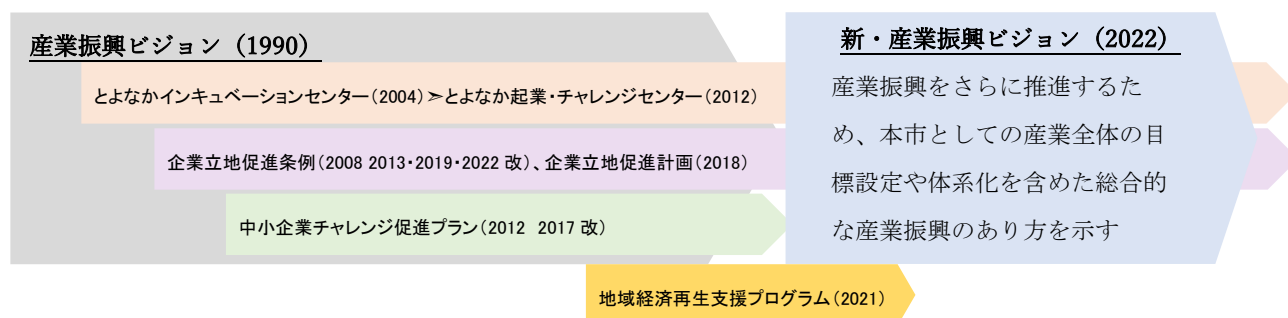 産業振興ビジョン（1990）
とよなかインキュベーションセンター（2004）➣とよなか起業・チャレンジセンター（2012）
企業立地促進条例（2008 2013・2019・2022 改）、企業立地促進計画（2018）
中小企業チャレンジ促進プラン（2012 2017 改）
地域経済再生支援プログラム（2021）
新・産業振興ビジョン（2022）
産業振興をさらに推進するた
め、本市としての産業全体の目
標設定や体系化を含めた総合的
な産業振興のあり方を示す